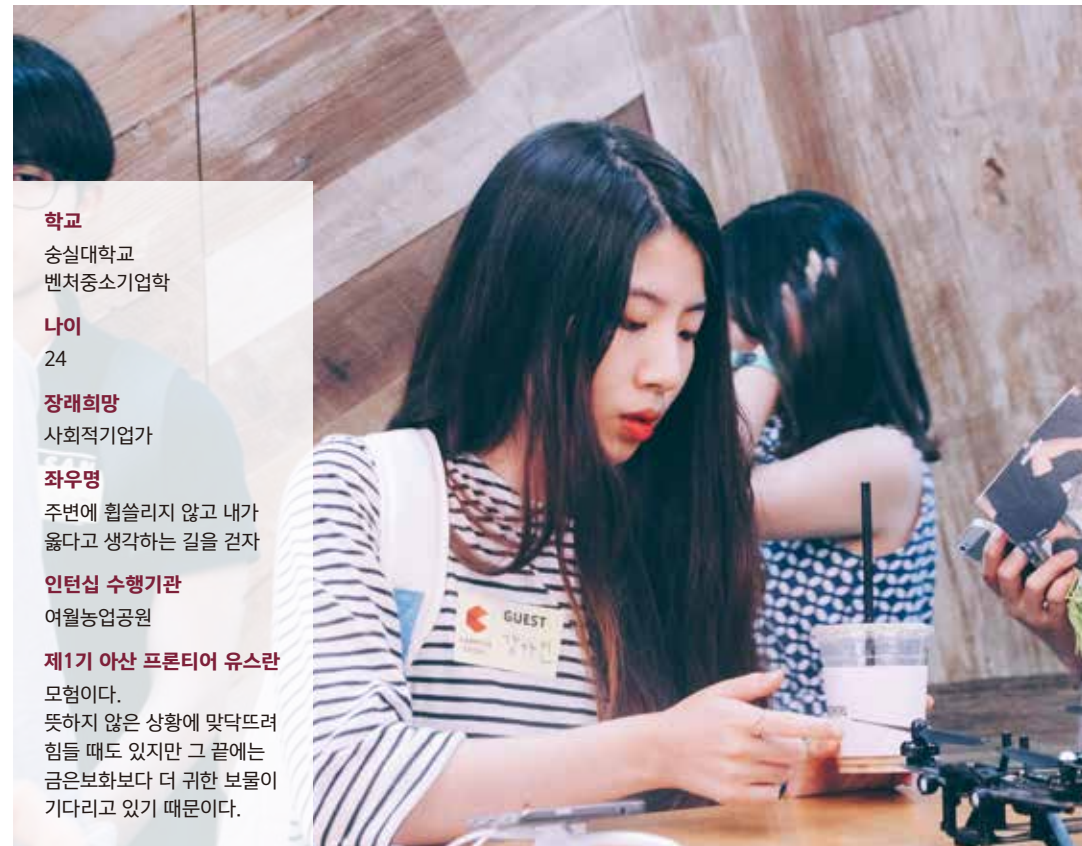 학교
숭실대학교
벤처중소기업학
나이
24
장래희망
사회적기업가
좌우명
주변에 휩쓸리지 않고 내가
옳다고 생각하는 길을 걷자
인턴십 수행기관
여월농업공원
제1기 아산 프론티어 유스란
모험이다.
뜻하지 않은 상황에 맞닥뜨려
힘들 때도 있지만 그 끝에는
금은보화보다 더 귀한 보물이
기다리고 있기 때문이다.
GUEST